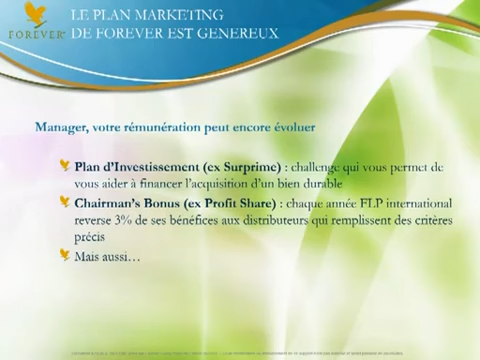 LE PLAN MARKETING
DE FOREVER EST GENEREUX
FOREVER
Manager, votre rémunération peut encore évoluer
Plan d'Investissement (ex Surprime) : challenge qui vous permet de
vous aider à financer l'acquisition d'un bien durable
Chairman's Bonus (ex Profit Share) : chaque année FLP international
reverse 3% de ses bénéfices aux distributeurs qui remplissent des critères
précis
Mais aussi…